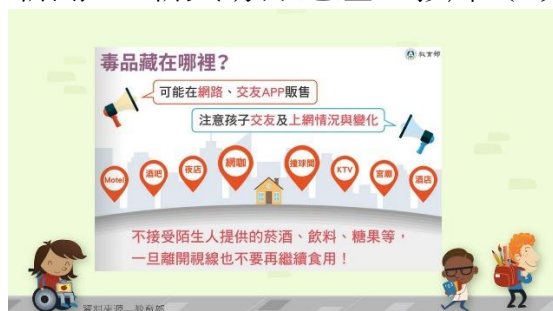 毒品藏在哪裡？
教育部
可能在網路、交友APP販售
注意孩子交友及上網情況與變化
Motel
酒吧
夜店
網咖
撞球間
KTV
宮廟
酒店
不接受陌生人提供的菸酒、飲料、糖果等，
一旦離開視線也不要再繼續食用！
資料來源 教育部